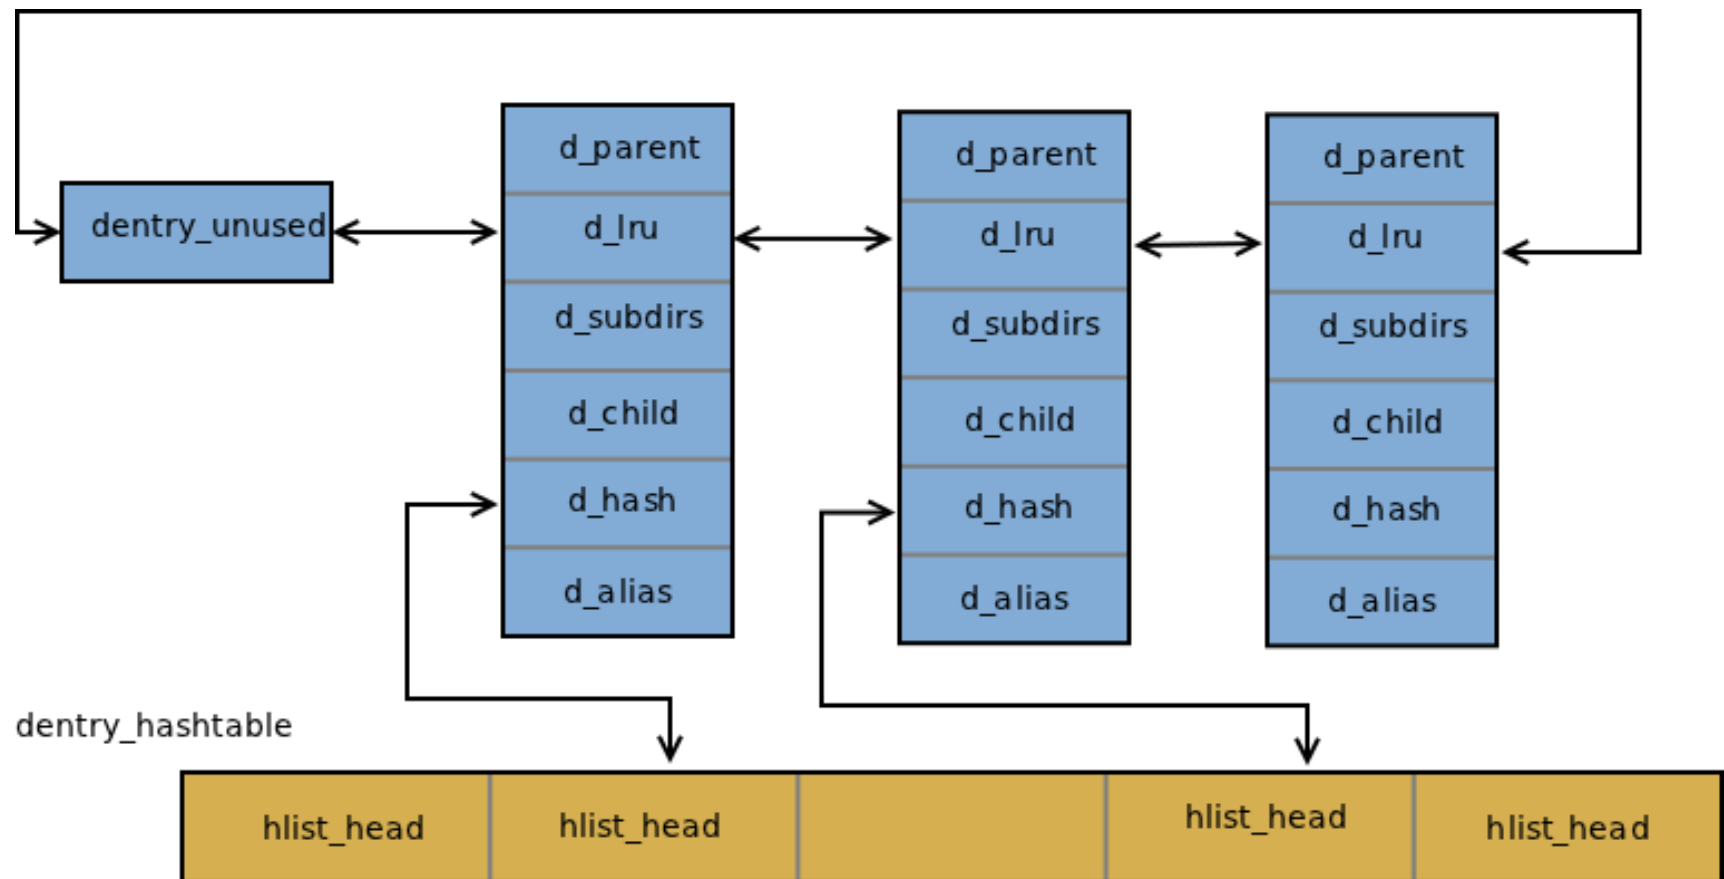 dentry_unused
d_parent
d_lru
d_subdirs
d_child
d_hash
d_alias
d_parent
d_lru
d_subdirs
d_child
d_hash
d_alias
d_parent
d_lru
d_subdirs
d_child
d_hash
d_alias
dentry_hashtable
hlist_head
hlist_head
hlist_head
hlist_head